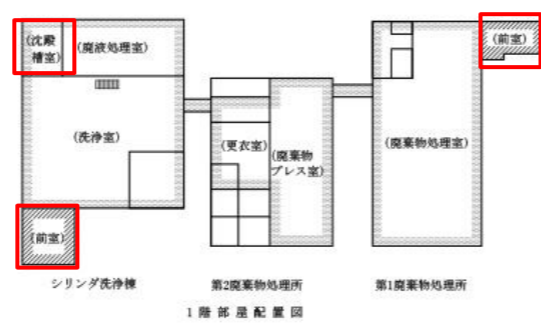 (沈殿
槽室)
(廃液処理室)
(前室)
(洗浄室)
(更衣室)
(廃棄物
プレス室)
(廃棄物処理室)
(前室)
シリンダ洗浄棟
第2廃棄物処理所
第1廃棄物処理所
1階部屋配置図